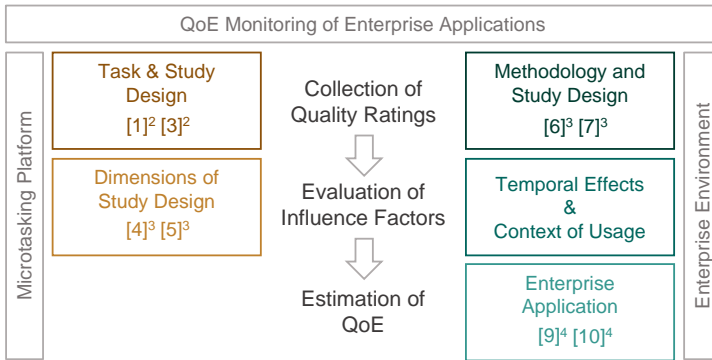 QoE Monitoring of Enterprise Applications
Microtasking Platform
Task & Study
Design
[1]² [3]²
Dimensions of
Study Design
[4]³ [5]³
Collection of
Quality Ratings
Evaluation of
Influence Factors
Estimation of
QoE
Methodology and
Study Design
[6]³ [7]³
Temporal Effects
&
Context of Usage
Enterprise
Application
[9]⁴ [10]⁴
Enterprise Environment